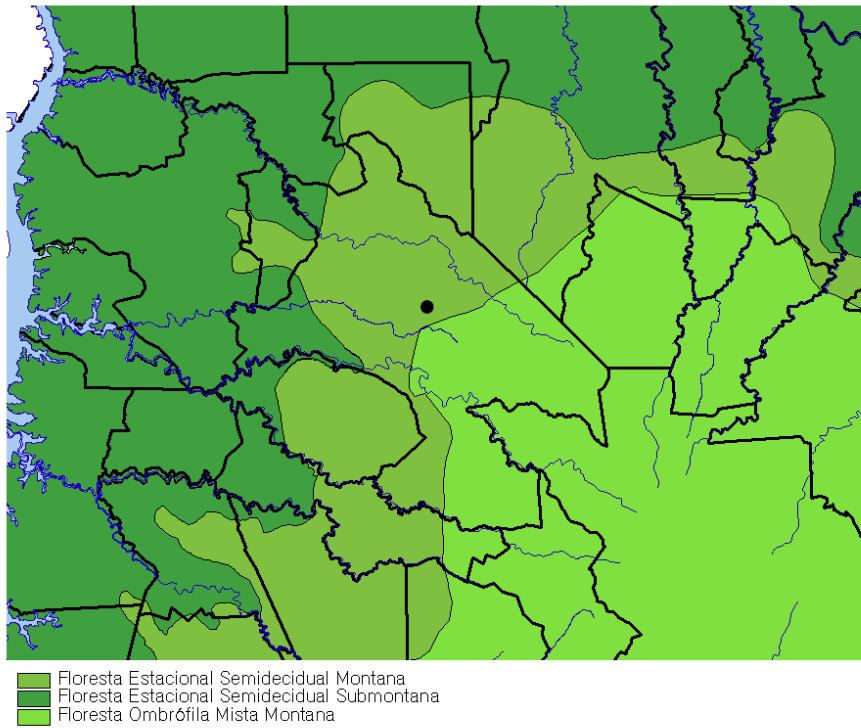 Floresta Estacional Semidecidual Montana
Floresta Estacional Semidecidual Submontana
Floresta Ombrófila Mista Montana